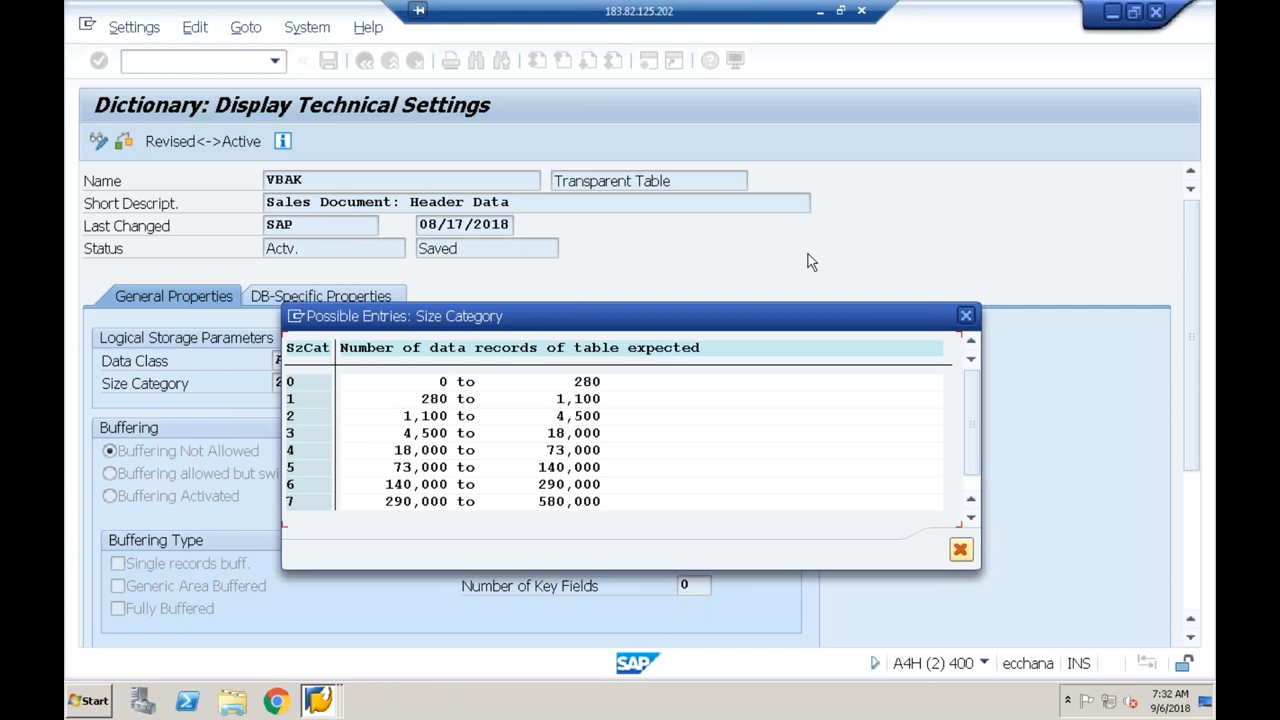 183.82.125.202
Settings Edit Goto System Help
Dictionary: Display Technical Settings
Revised<->Active
Name VBAK Transparent Table
Short Descript. Sales Document: Header Data
Last Changed SAP 08/17/2018
Status Actv. Saved
General Properties DB-Specific Properties
Possible Entries: Size Category
Logical Storage Parameters
SzCat Number of data records of table expected
Data Class
Size Category
0 0 to 280
1 280 to 1,100
2 1,100 to 4,500
3 4,500 to 18,000
4 18,000 to 73,000
5 73,000 to 140,000
6 140,000 to 290,000
7 290,000 to 580,000
Buffering
Buffering Not Allowed
Buffering allowed but swi
Buffering Activated
Buffering Type
Single records buff.
Generic Area Buffered
Number of Key Fields 0
Fully Buffered
SAP
A4H (2) 400 ecchana INS
Start
7:32 AM
9/6/2018